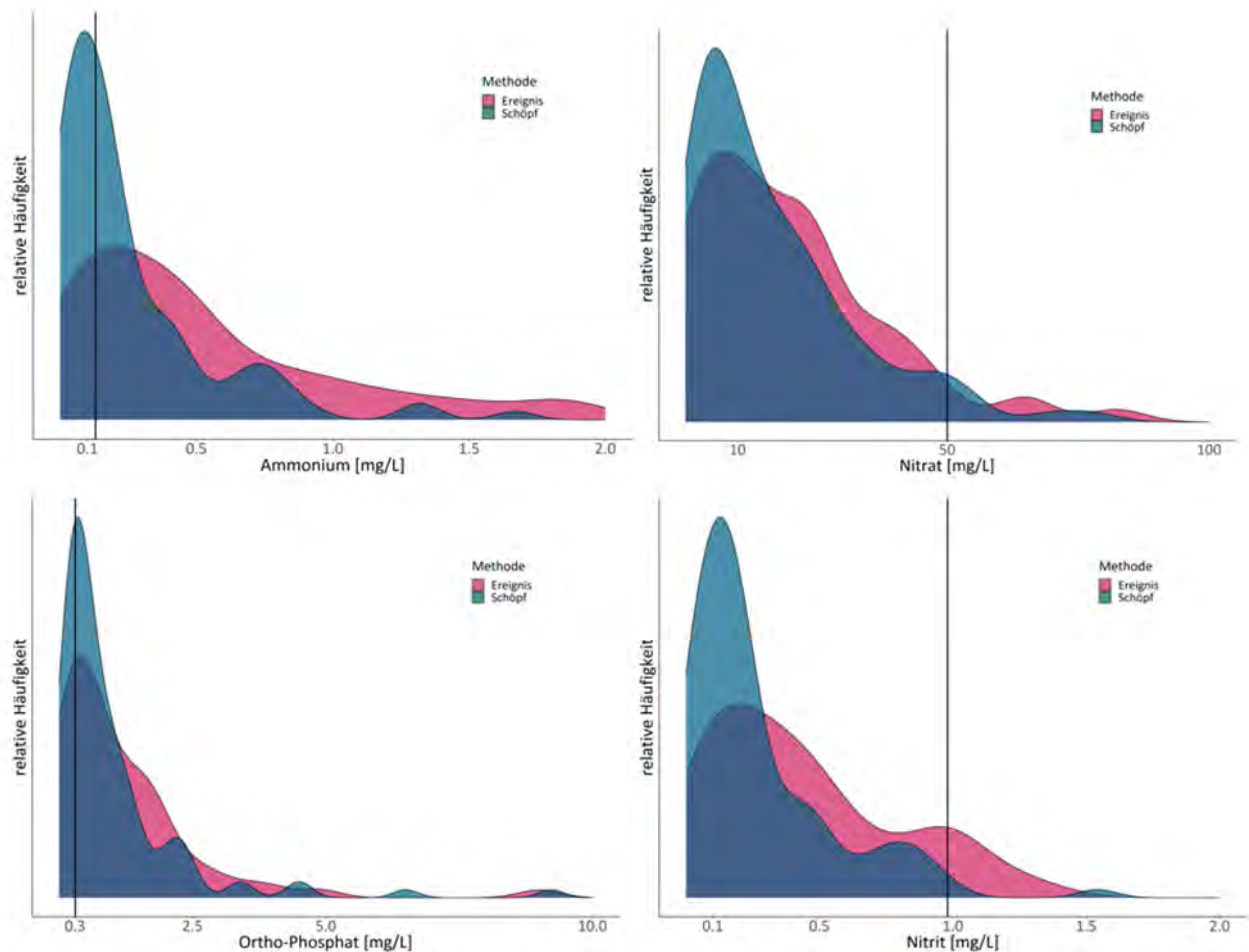 relative Häufigkeit
Methode
Ereignis
Schöpf
0.1 0.5 1.0 1.5 2.0
Ammonium [mg/L]
relative Häufigkeit
Methode
Ereignis
Schöpf
10 50 100
Nitrat [mg/L]
relative Häufigkeit
Methode
Ereignis
Schöpf
0.3 2.5 5.0 10.0
Ortho-Phosphat [mg/L]
relative Häufigkeit
Methode
Ereignis
Schöpf
0.1 0.5 1.0 1.5 2.0
Nitrit [mg/L]